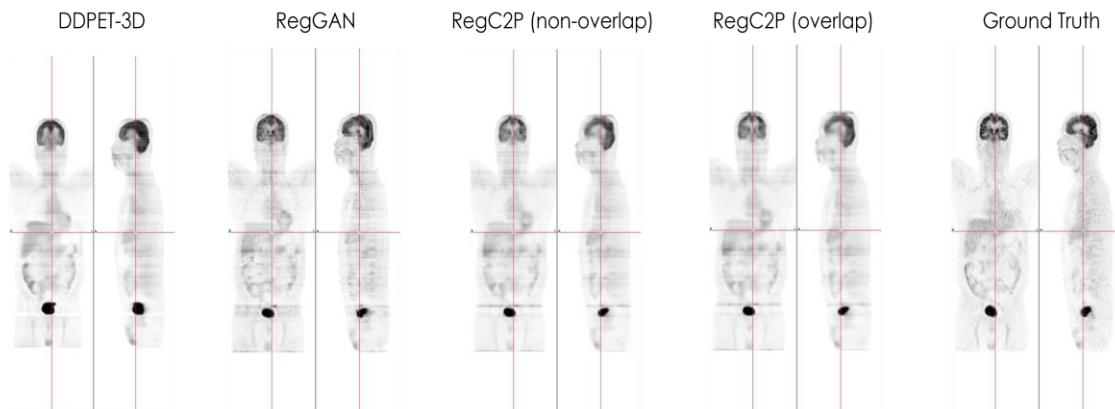 DDPET-3D
RegGAN
RegC2P (non-overlap)
RegC2P (overlap)
Ground Truth